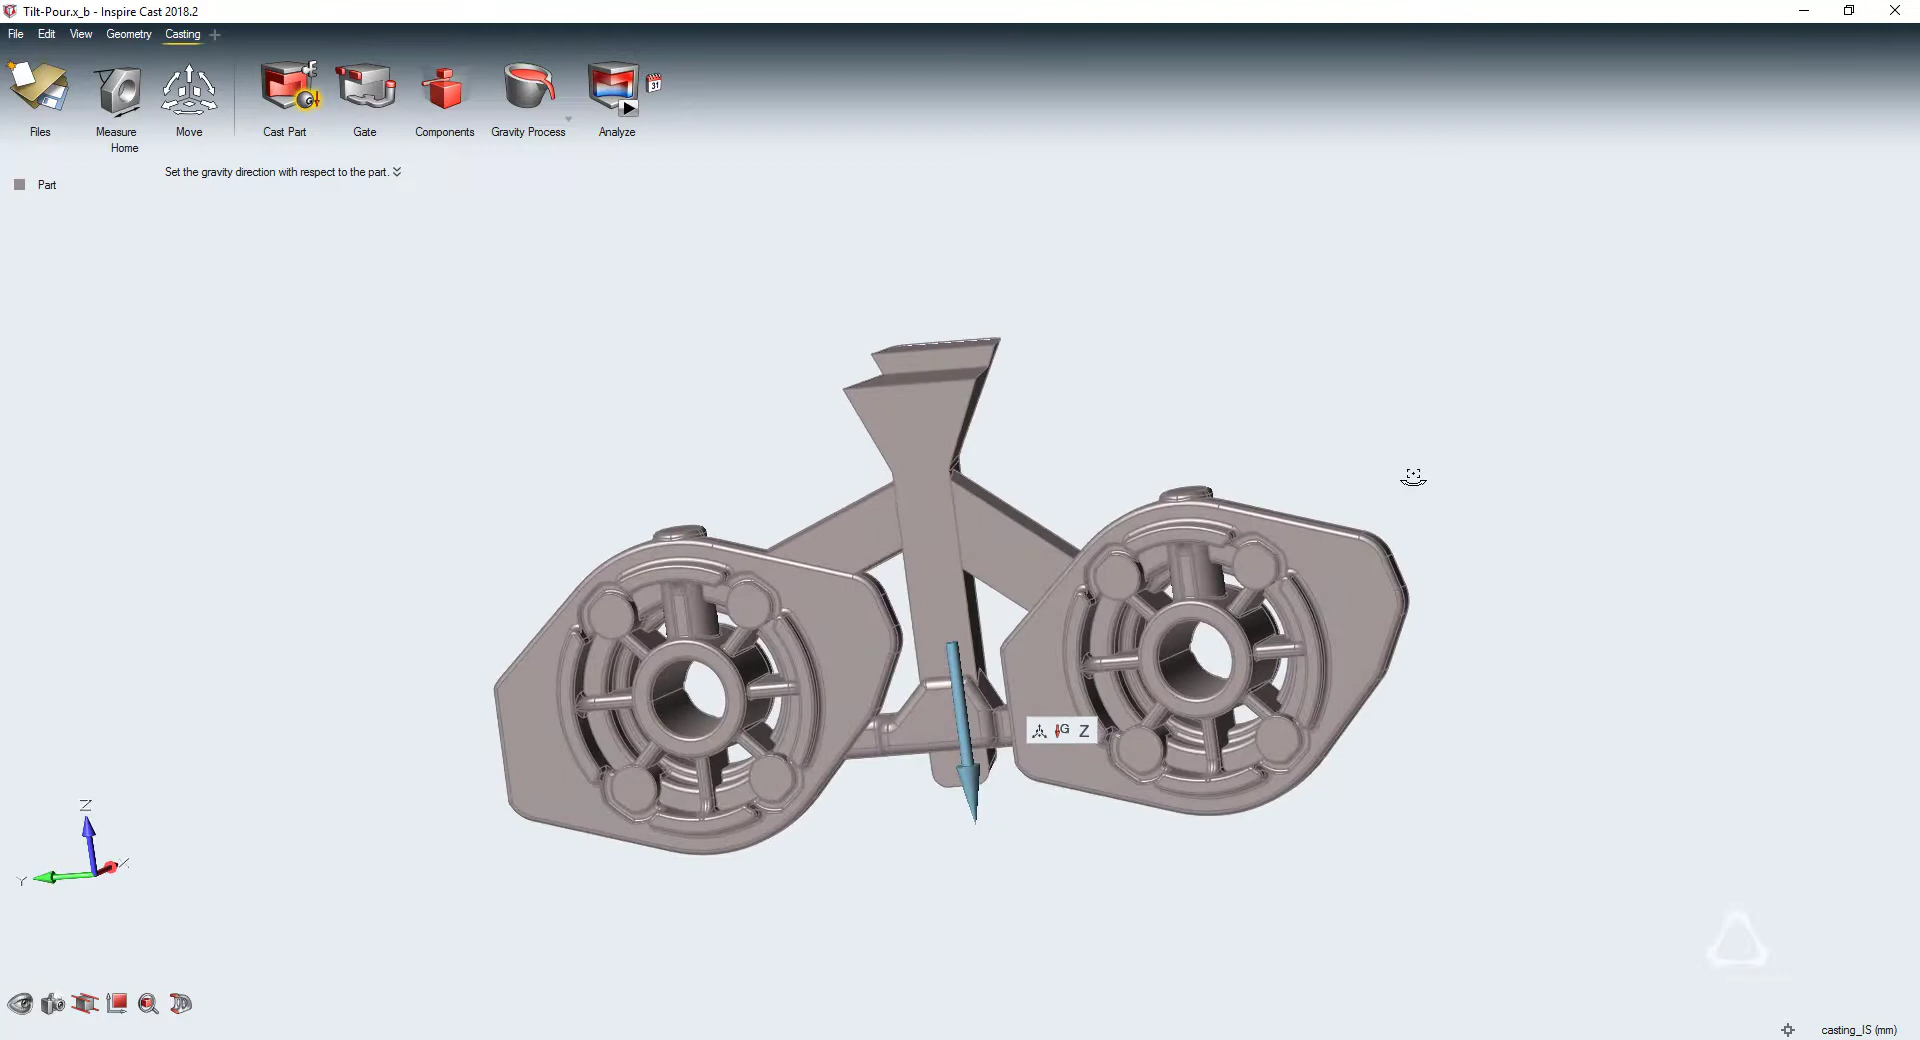 Tilt-Pour.x_b - Inspire Cast 2018.2
File Edit View Geometry Casting
31
Files Measure Move Cast Part Gate Components Gravity Process Analyze
Home
Set the gravity direction with respect to the part.
Part
G Z
Z
Y X
casting_IS (mm)